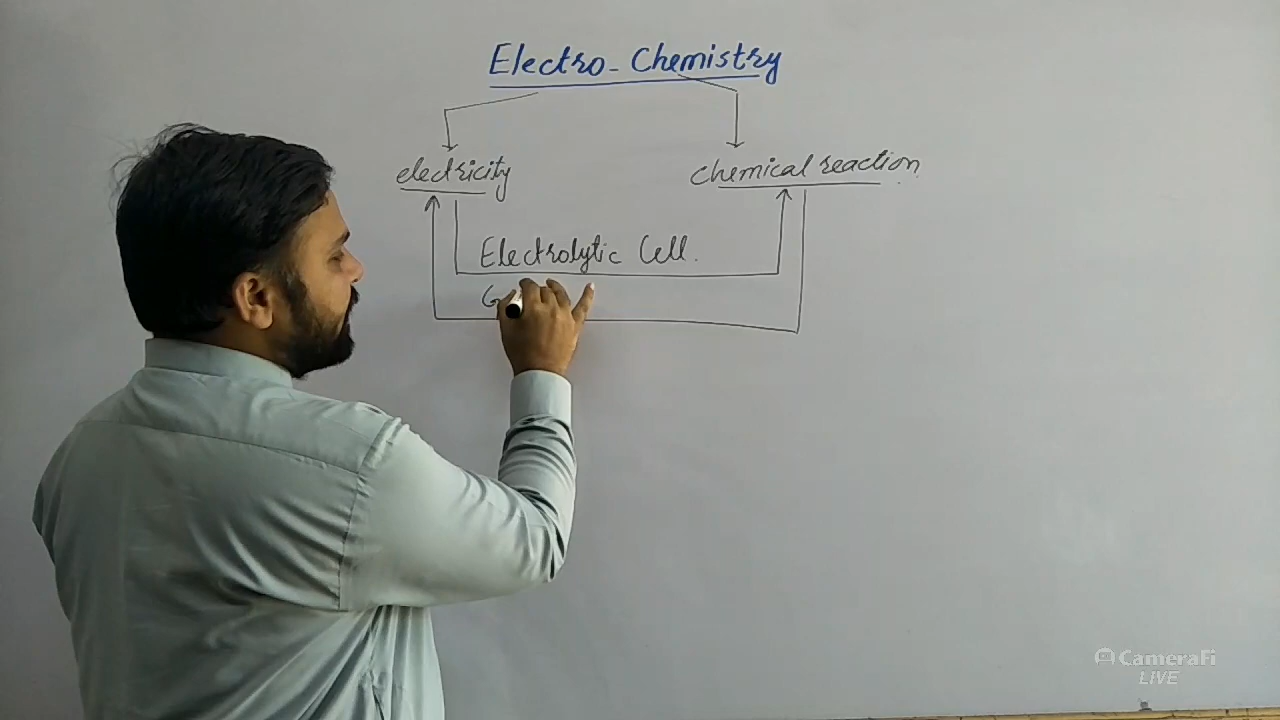 Electro-Chemistry
electricity
chemical reaction
Electrolytic Cell.
G
CameraFi
LIVE